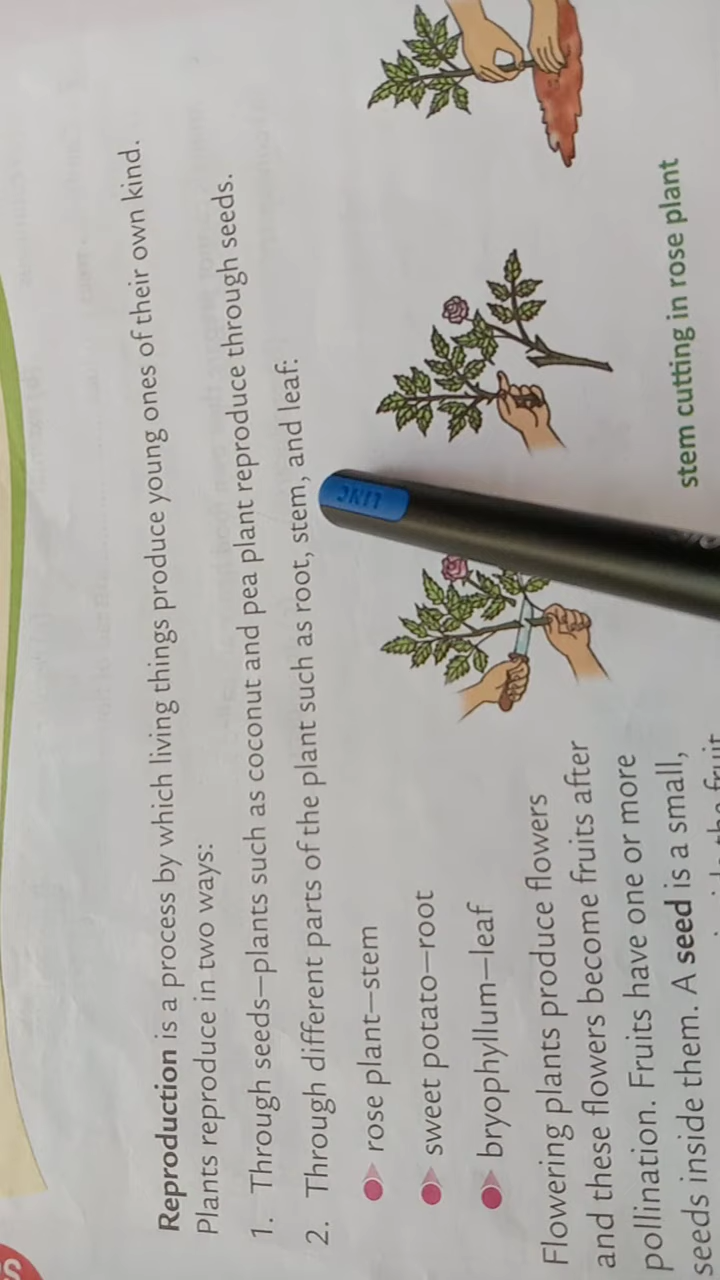 Reproduction is a process by which living things produce young ones of their own kind.
Plants reproduce in two ways:
1. Through seeds—plants such as coconut and pea plant reproduce through seeds.
2. Through different parts of the plant such as root, stem, and leaf:
rose plant—stem
sweet potato—root
bryophyllum—leaf
LINC
stem cutting in rose plant
Flowering plants produce flowers
and these flowers become fruits after
pollination. Fruits have one or more
seeds inside them. A seed is a small,
the fruit